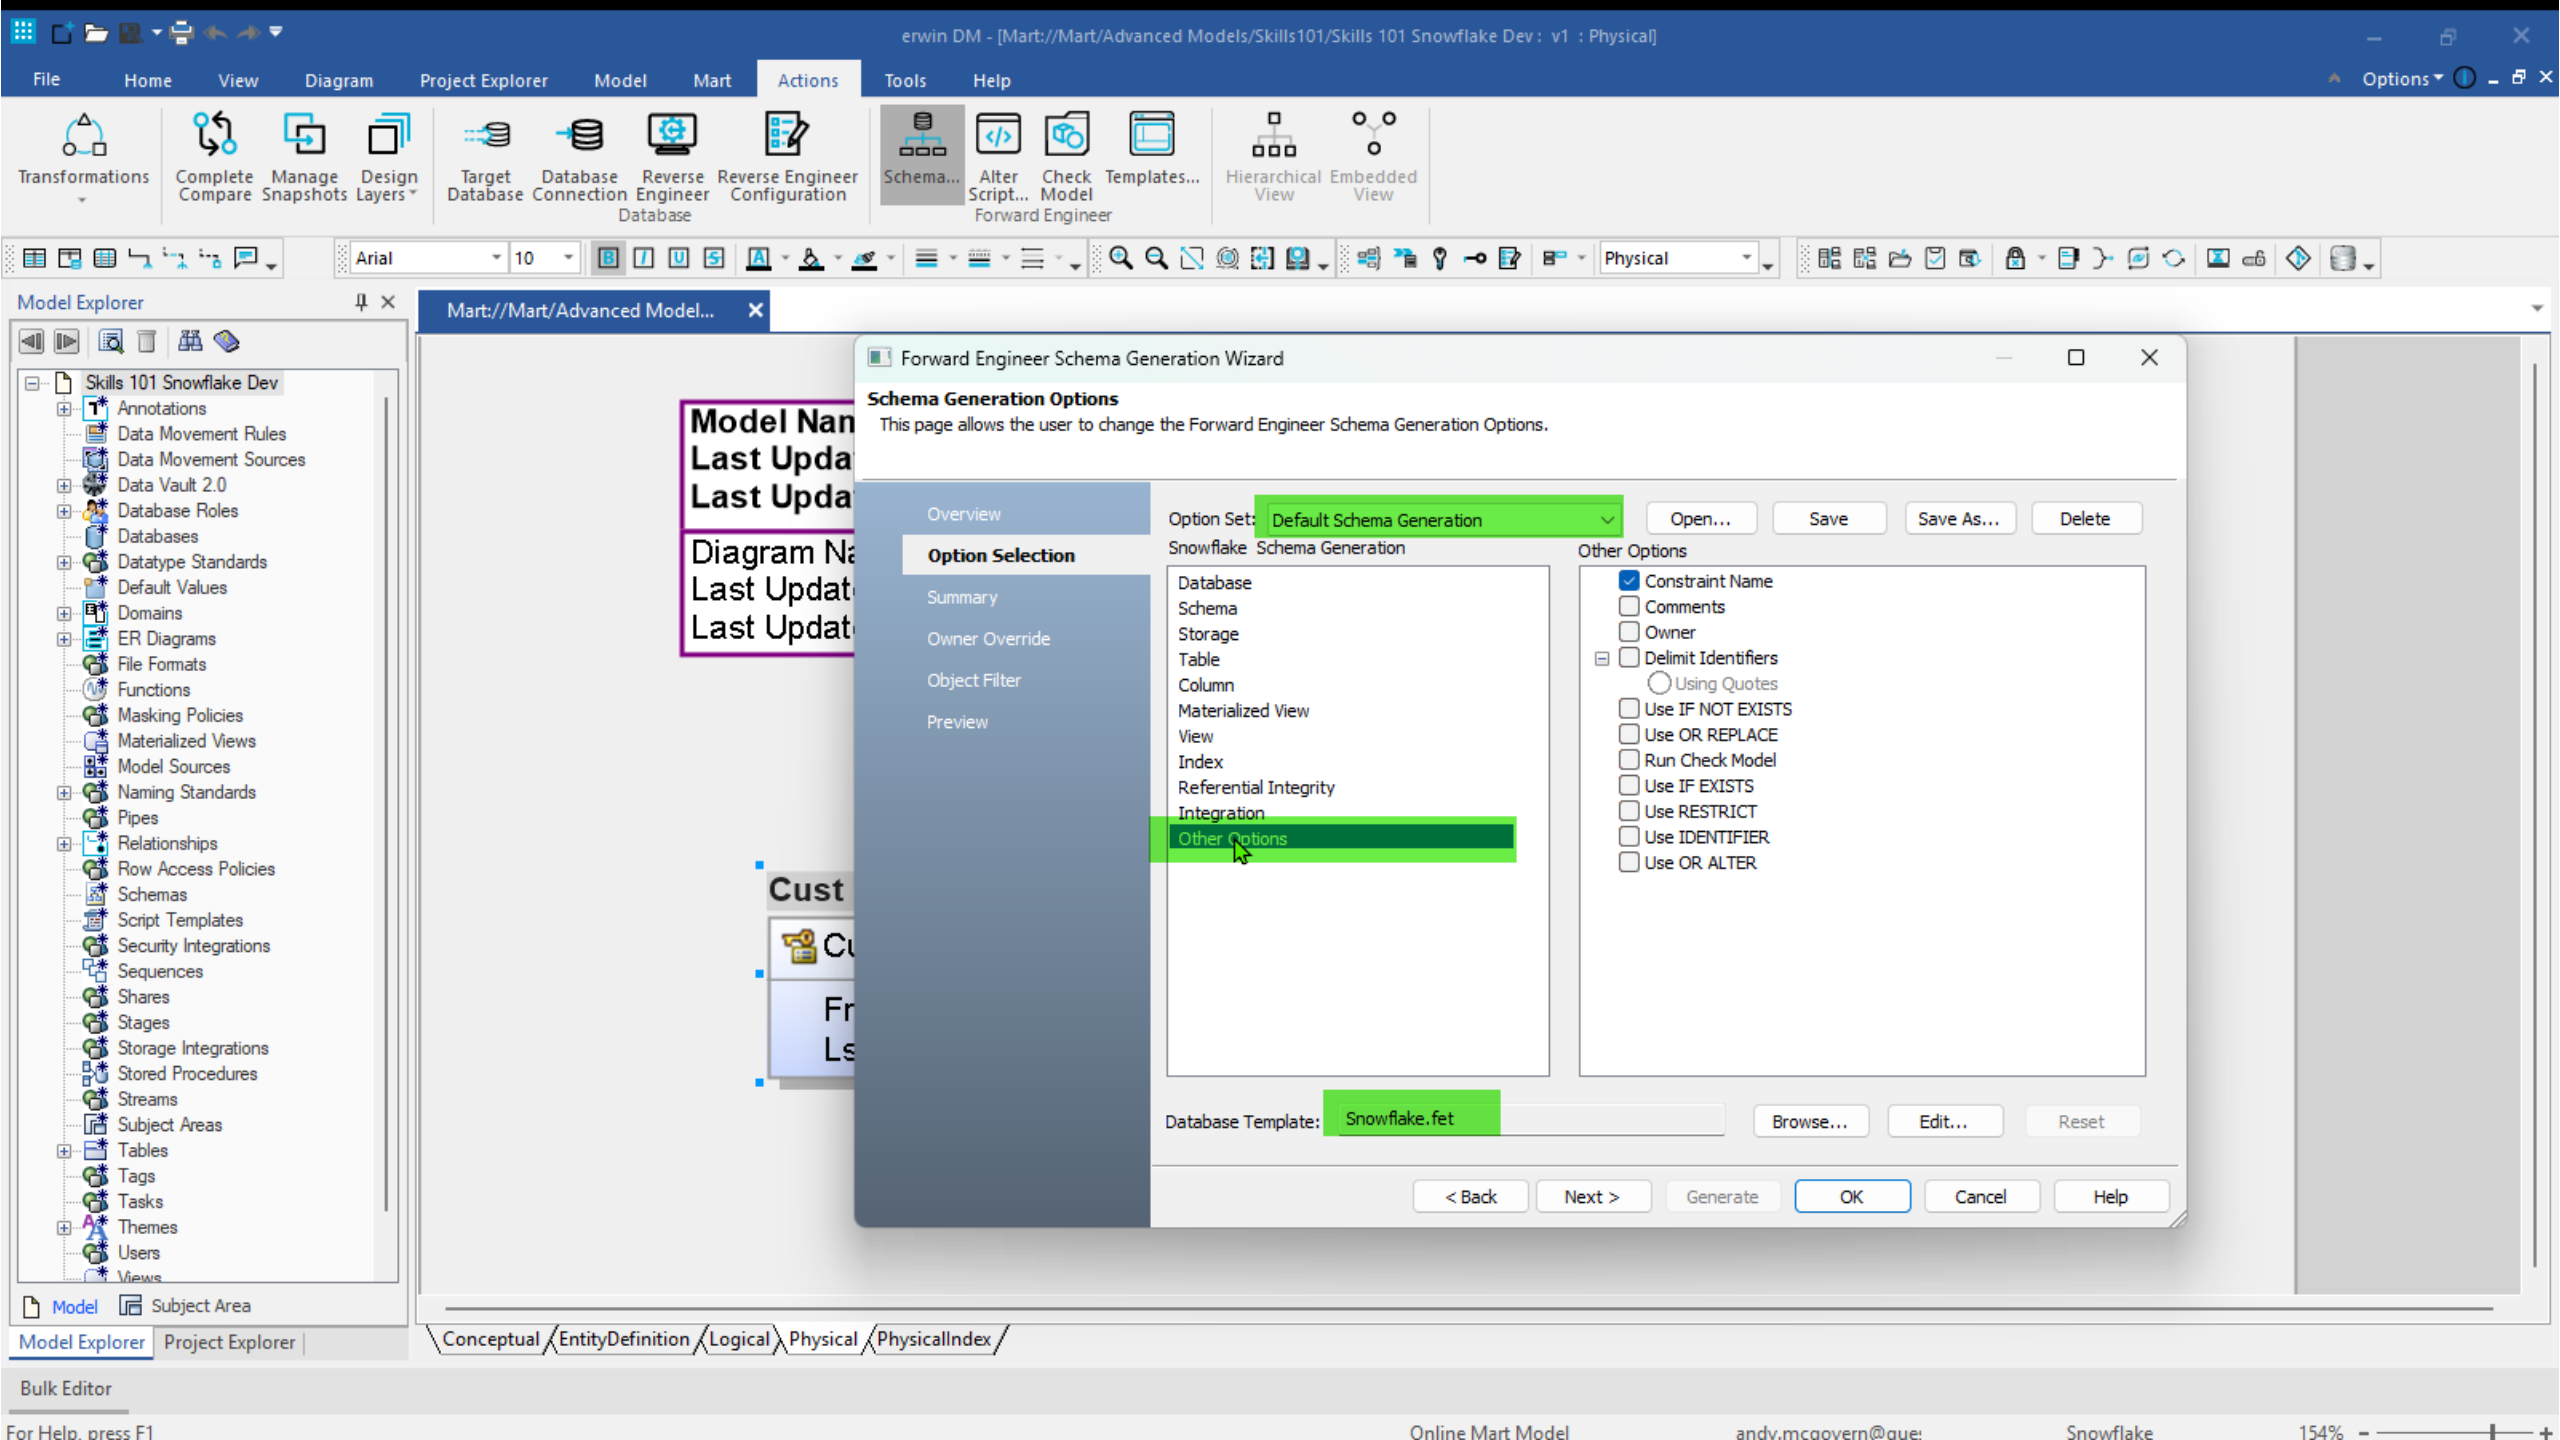 erwin DM - [Mart://Mart/Advanced Models/Skills101/Skills 101 Snowflake Dev : v1 : Physical]
File Home View Diagram Project Explorer Model Mart Actions Tools Help Options
Transformations Complete Compare Manage Snapshots Design Layers Target Database Database Connection Reverse Engineer Reverse Engineer Configuration Schema... Alter Script... Check Model Templates... Hierarchical View Embedded View
Database Forward Engineer
Arial 10 Physical
Model Explorer
Mart://Mart/Advanced Model...
Skills 101 Snowflake Dev
Annotations
Data Movement Rules
Data Movement Sources
Data Vault 2.0
Database Roles
Databases
Datatype Standards
Default Values
Domains
ER Diagrams
File Formats
Functions
Masking Policies
Materialized Views
Model Sources
Naming Standards
Pipes
Relationships
Row Access Policies
Schemas
Script Templates
Security Integrations
Sequences
Shares
Stages
Storage Integrations
Stored Procedures
Streams
Subject Areas
Tables
Tags
Tasks
Themes
Users
Views
Model Subject Area
Model Explorer Project Explorer
Model Nan
Last Upda
Last Upda
Diagram Na
Last Updat
Last Updat
Cust
Cu
Fr
Ls
Forward Engineer Schema Generation Wizard
Schema Generation Options
This page allows the user to change the Forward Engineer Schema Generation Options.
Overview
Option Selection
Summary
Owner Override
Object Filter
Preview
Option Set: Default Schema Generation Open... Save Save As... Delete
Snowflake Schema Generation
Database
Schema
Storage
Table
Column
Materialized View
View
Index
Referential Integrity
Integration
Other Options
Other Options
Constraint Name
Comments
Owner
Delimit Identifiers
Using Quotes
Use IF NOT EXISTS
Use OR REPLACE
Run Check Model
Use IF EXISTS
Use RESTRICT
Use IDENTIFIER
Use OR ALTER
Database Template: Snowflake.fet Browse... Edit... Reset
< Back Next > Generate OK Cancel Help
Conceptual EntityDefinition Logical Physical PhysicalIndex
Bulk Editor
For Help, press F1 Online Mart Model andy.mcgovern@que: Snowflake 154%